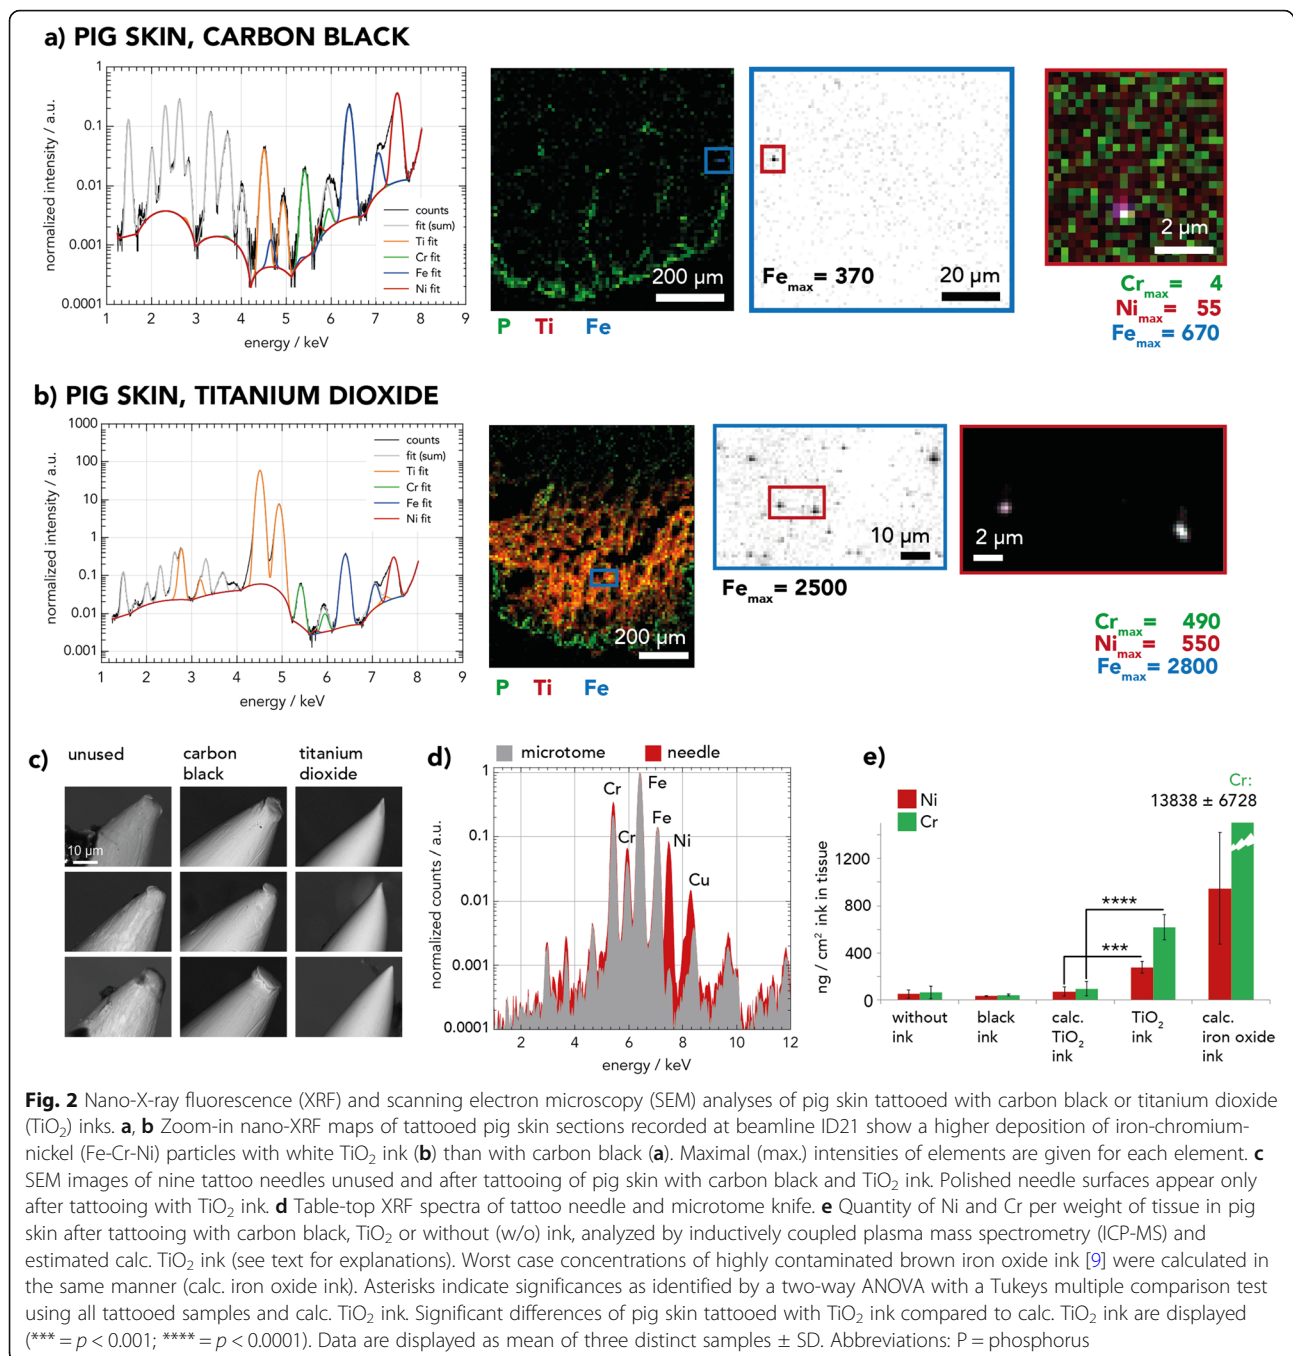 a) PIG SKIN, CARBON BLACK
normalized intensity / a.u.
1
0.1
0.01
0.001
0.0001
counts
fit (sum)
Ti fit
Cr fit
Fe fit
Ni fit
1 2 3 4 5 6 7 8 9
energy / keV
200 µm
P Ti Fe
Femax = 370
20 µm
2 µm
Crmax= 4
Nimax= 55
Femax= 670
b) PIG SKIN, TITANIUM DIOXIDE
normalized intensity / a.u.
1000
100
10
1
0.1
0.01
0.001
counts
fit (sum)
Ti fit
Cr fit
Fe fit
Ni fit
1 2 3 4 5 6 7 8 9
energy / keV
200 µm
P Ti Fe
10 µm
Femax= 2500
2 µm
Crmax= 490
Nimax= 550
Femax= 2800
c)
unused
carbon
black
titanium
dioxide
10 µm
d)
microtome needle
normalized counts / a.u.
1
0.1
0.01
0.001
0.0001
Cr
Cr
Fe
Fe
Ni
Cu
2 4 6 8 10 12
energy / keV
e)
Ni
Cr
Cr:
13838 ± 6728
ng / cm² ink in tissue
1200
800
400
0
****
***
without
ink
black
ink
calc.
TiO₂
ink
TiO₂
ink
calc.
iron oxide
ink
Fig. 2 Nano-X-ray fluorescence (XRF) and scanning electron microscopy (SEM) analyses of pig skin tattooed with carbon black or titanium dioxide
(TiO₂) inks. a, b Zoom-in nano-XRF maps of tattooed pig skin sections recorded at beamline ID21 show a higher deposition of iron-chromium-
nickel (Fe-Cr-Ni) particles with white TiO₂ ink (b) than with carbon black (a). Maximal (max.) intensities of elements are given for each element. c
SEM images of nine tattoo needles unused and after tattooing of pig skin with carbon black and TiO₂ ink. Polished needle surfaces appear only
after tattooing with TiO₂ ink. d Table-top XRF spectra of tattoo needle and microtome knife. e Quantity of Ni and Cr per weight of tissue in pig
skin after tattooing with carbon black, TiO₂ or without (w/o) ink, analyzed by inductively coupled plasma mass spectrometry (ICP-MS) and
estimated calc. TiO₂ ink (see text for explanations). Worst case concentrations of highly contaminated brown iron oxide ink [9] were calculated in
the same manner (calc. iron oxide ink). Asterisks indicate significances as identified by a two-way ANOVA with a Tukeys multiple comparison test
using all tattooed samples and calc. TiO₂ ink. Significant differences of pig skin tattooed with TiO₂ ink compared to calc. TiO₂ ink are displayed
(*** = p < 0.001; **** = p < 0.0001). Data are displayed as mean of three distinct samples ± SD. Abbreviations: P = phosphorus